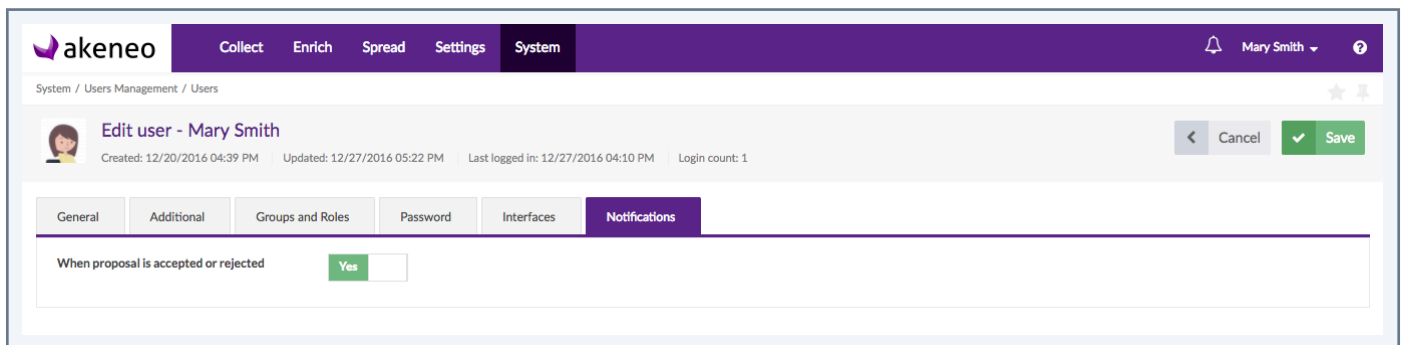 akeneo Collect Enrich Spread Settings System Mary Smith ?
System / Users Management / Users
Edit user - Mary Smith
Cancel Save
Created: 12/20/2016 04:39 PM Updated: 12/27/2016 05:22 PM Last logged in: 12/27/2016 04:10 PM Login count: 1
General Additional Groups and Roles Password Interfaces Notifications
When proposal is accepted or rejected Yes